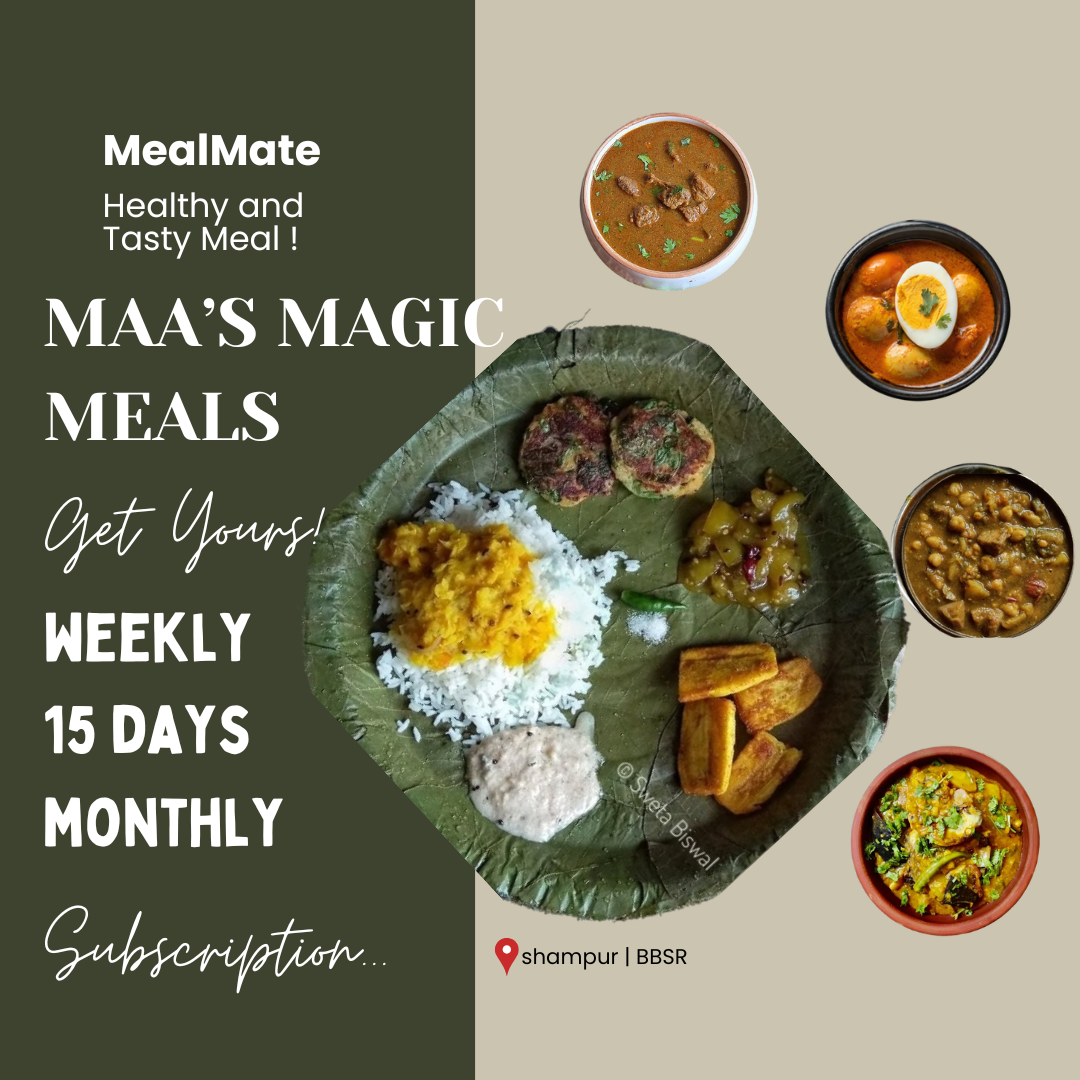 MealMate
Healthy and
Tasty Meal !
MAA'S MAGIC
MEALS
Get Yours!
WEEKLY
15 DAYS
MONTHLY
Subscription...
© Sweta Biswal
shampur | BBSR